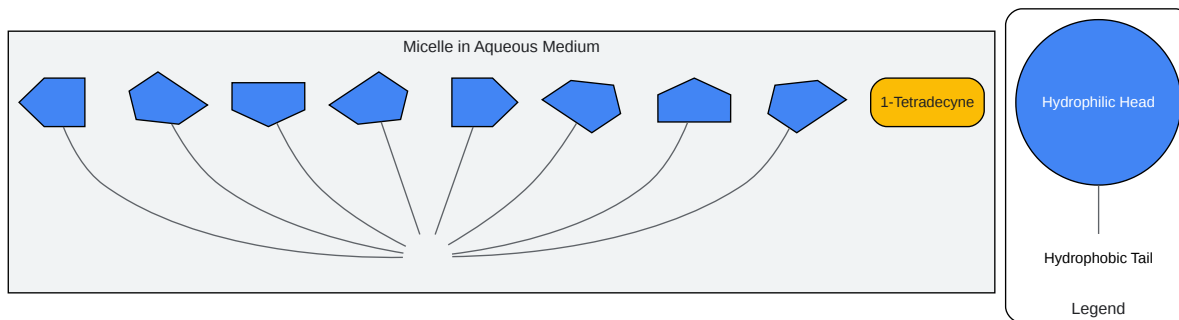 Micelle in Aqueous Medium
1-Tetradecyne
Hydrophilic Head
Hydrophobic Tail
Legend